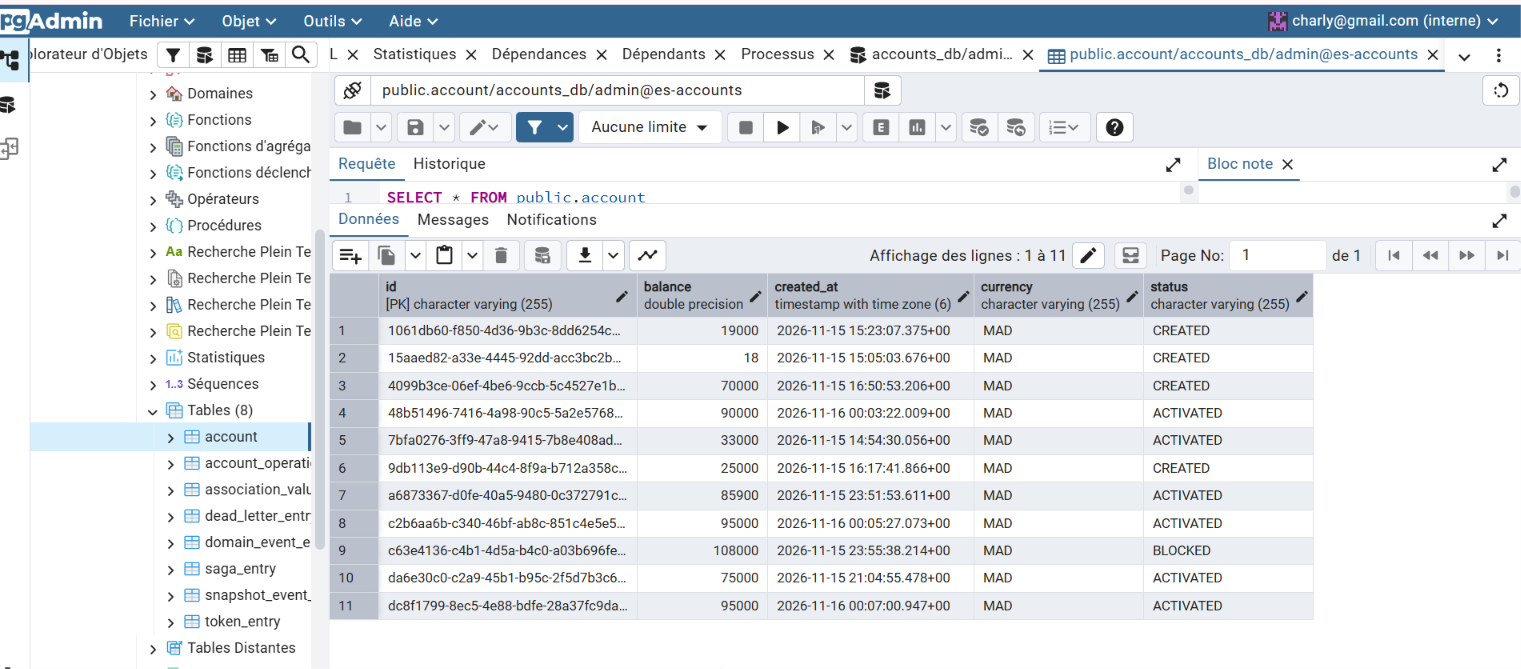 pgAdmin Fichier Objet Outils Aide charly@gmail.com (interne)
lorateur d'Objets L Statistiques Dépendances Dépendants Processus accounts_db/admi... public.account/accounts_db/admin@es-accounts
Domaines
Fonctions
Fonctions d'agréga
Fonctions déclench
Opérateurs
Procédures
Aa Recherche Plein Te
Recherche Plein Te
Recherche Plein Te
Recherche Plein Te
Statistiques
1..3 Séquences
Tables (8)
account
account_operati
association_valu
dead_letter_entr
domain_event_e
saga_entry
snapshot_event_
token_entry
Tables Distantes
public.account/accounts_db/admin@es-accounts
Aucune limite E
Requête Historique Bloc note
1 SELECT * FROM public.account
Données Messages Notifications
Affichage des lignes : 1 à 11 Page No: 1 de 1
id balance created_at currency status
[PK] character varying (255) double precision timestamp with time zone (6) character varying (255) character varying (255)
1 1061db60-f850-4d36-9b3c-8dd6254c... 19000 2026-11-15 15:23:07.375+00 MAD CREATED
2 15aaed82-a33e-4445-92dd-acc3bc2b... 18 2026-11-15 15:05:03.676+00 MAD CREATED
3 4099b3ce-06ef-4be6-9ccb-5c4527e1b... 70000 2026-11-15 16:50:53.206+00 MAD CREATED
4 48b51496-7416-4a98-90c5-5a2e5768... 90000 2026-11-16 00:03:22.009+00 MAD ACTIVATED
5 7bfa0276-3ff9-47a8-9415-7b8e408ad... 33000 2026-11-15 14:54:30.056+00 MAD ACTIVATED
6 9db113e9-d90b-44c4-8f9a-b712a358c... 25000 2026-11-15 16:17:41.866+00 MAD CREATED
7 a6873367-d0fe-40a5-9480-0c372791c... 85900 2026-11-15 23:51:53.611+00 MAD ACTIVATED
8 c2b6aa6b-c340-46bf-ab8c-851c4e5e5... 95000 2026-11-16 00:05:27.073+00 MAD ACTIVATED
9 c63e4136-c4b1-4d5a-b4c0-a03b696fe... 108000 2026-11-15 23:55:38.214+00 MAD BLOCKED
10 da6e30c0-c2a9-45b1-b95c-2f5d7b3c6... 75000 2026-11-15 21:04:55.478+00 MAD ACTIVATED
11 dc8f1799-8ec5-4e88-bdfe-28a37fc9da... 95000 2026-11-16 00:07:00.947+00 MAD ACTIVATED